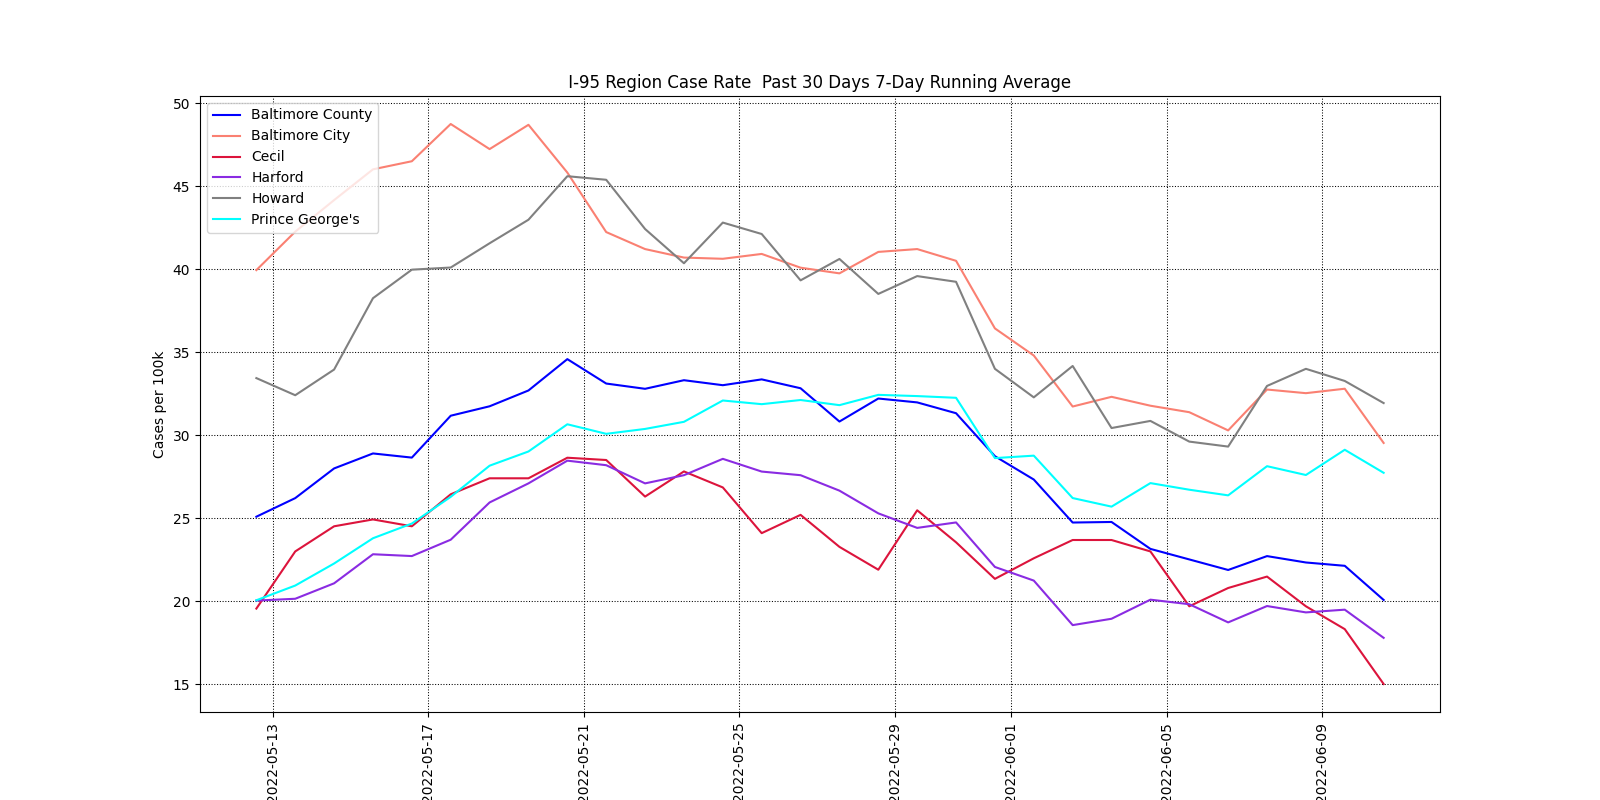 I-95 Region Case Rate  Past 30 Days 7-Day Running Average
Baltimore County
Baltimore City
Cecil
Harford
Howard
Prince George's
Cases per 100k
50
45
40
35
30
25
20
15
2022-05-13
2022-05-17
2022-05-21
2022-05-25
2022-05-29
2022-06-01
2022-06-05
2022-06-09